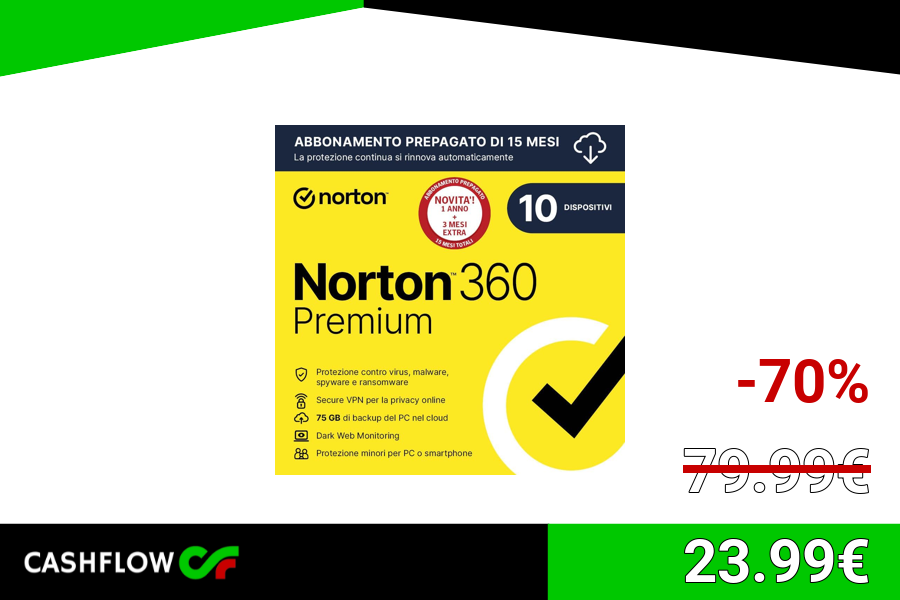 ABBONAMENTO PREPAGATO DI 15 MESI
La protezione continua si rinnova automaticamente
norton
ABBONAMENTO PREPAGATO
NOVITA'!
1 ANNO
+
3 MESI
EXTRA
15 MESI TOTALI
10 DISPOSITIVI
Norton™ 360
Premium
Protezione contro virus, malware,
spyware e ransomware
Secure VPN per la privacy online
75 GB di backup del PC nel cloud
Dark Web Monitoring
Protezione minori per PC o smartphone
-70%
79.99€
CASHFLOW
23.99€